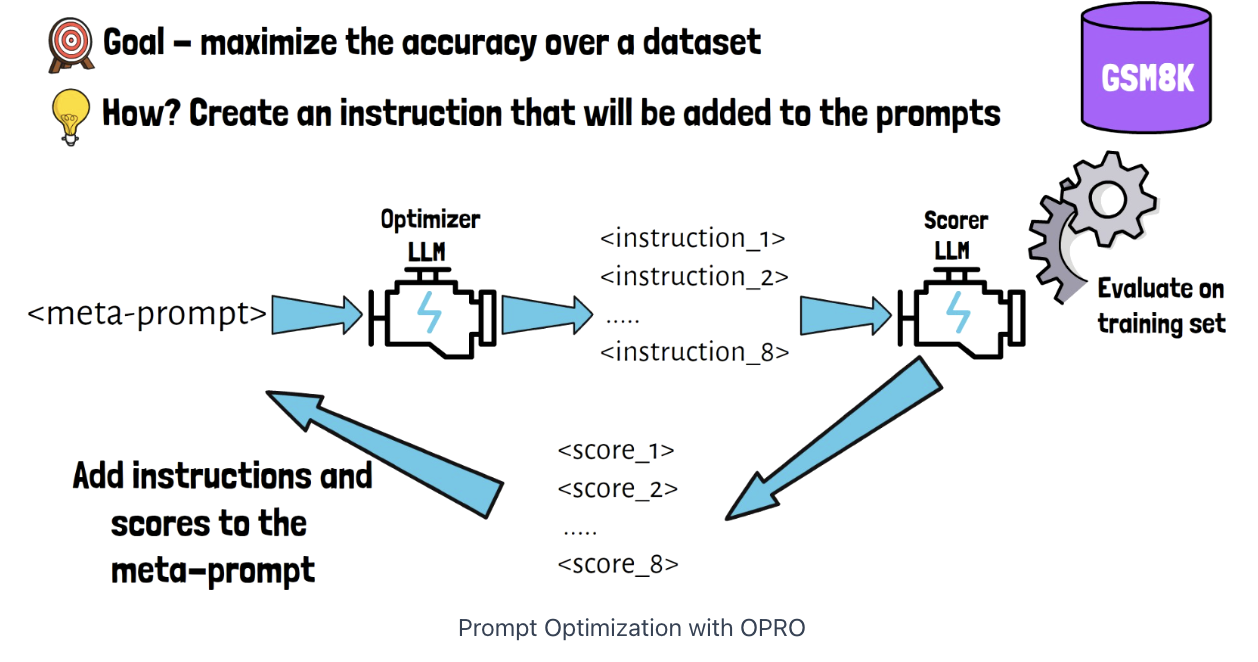 Goal – maximize the accuracy over a dataset
GSM8K
How? Create an instruction that will be added to the prompts
Optimizer
LLM
<instruction_1>
<instruction_2>
.....
<instruction_8>
Scorer
LLM
Evaluate on
training set
<meta-prompt>
<score_1>
<score_2>
.....
<score_8>
Add instructions and
scores to the
meta-prompt
Prompt Optimization with OPRO